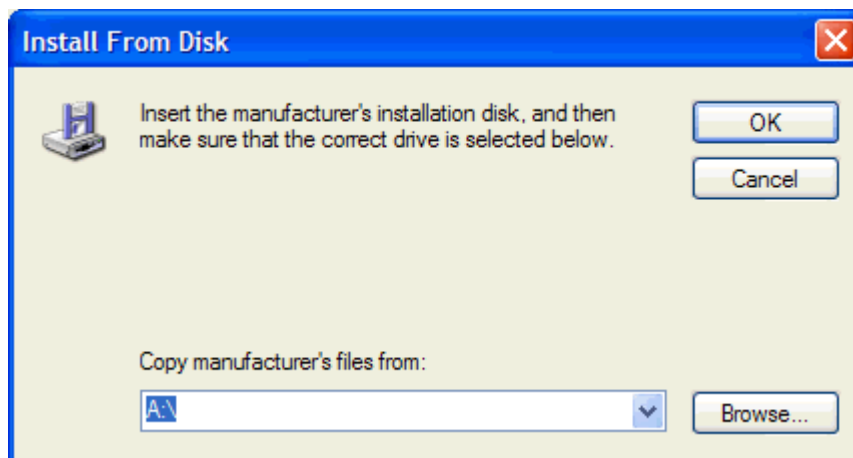 Install From Disk
Insert the manufacturer's installation disk, and then
make sure that the correct drive is selected below.
OK
Cancel
Copy manufacturer's files from:
A:\
Browse...